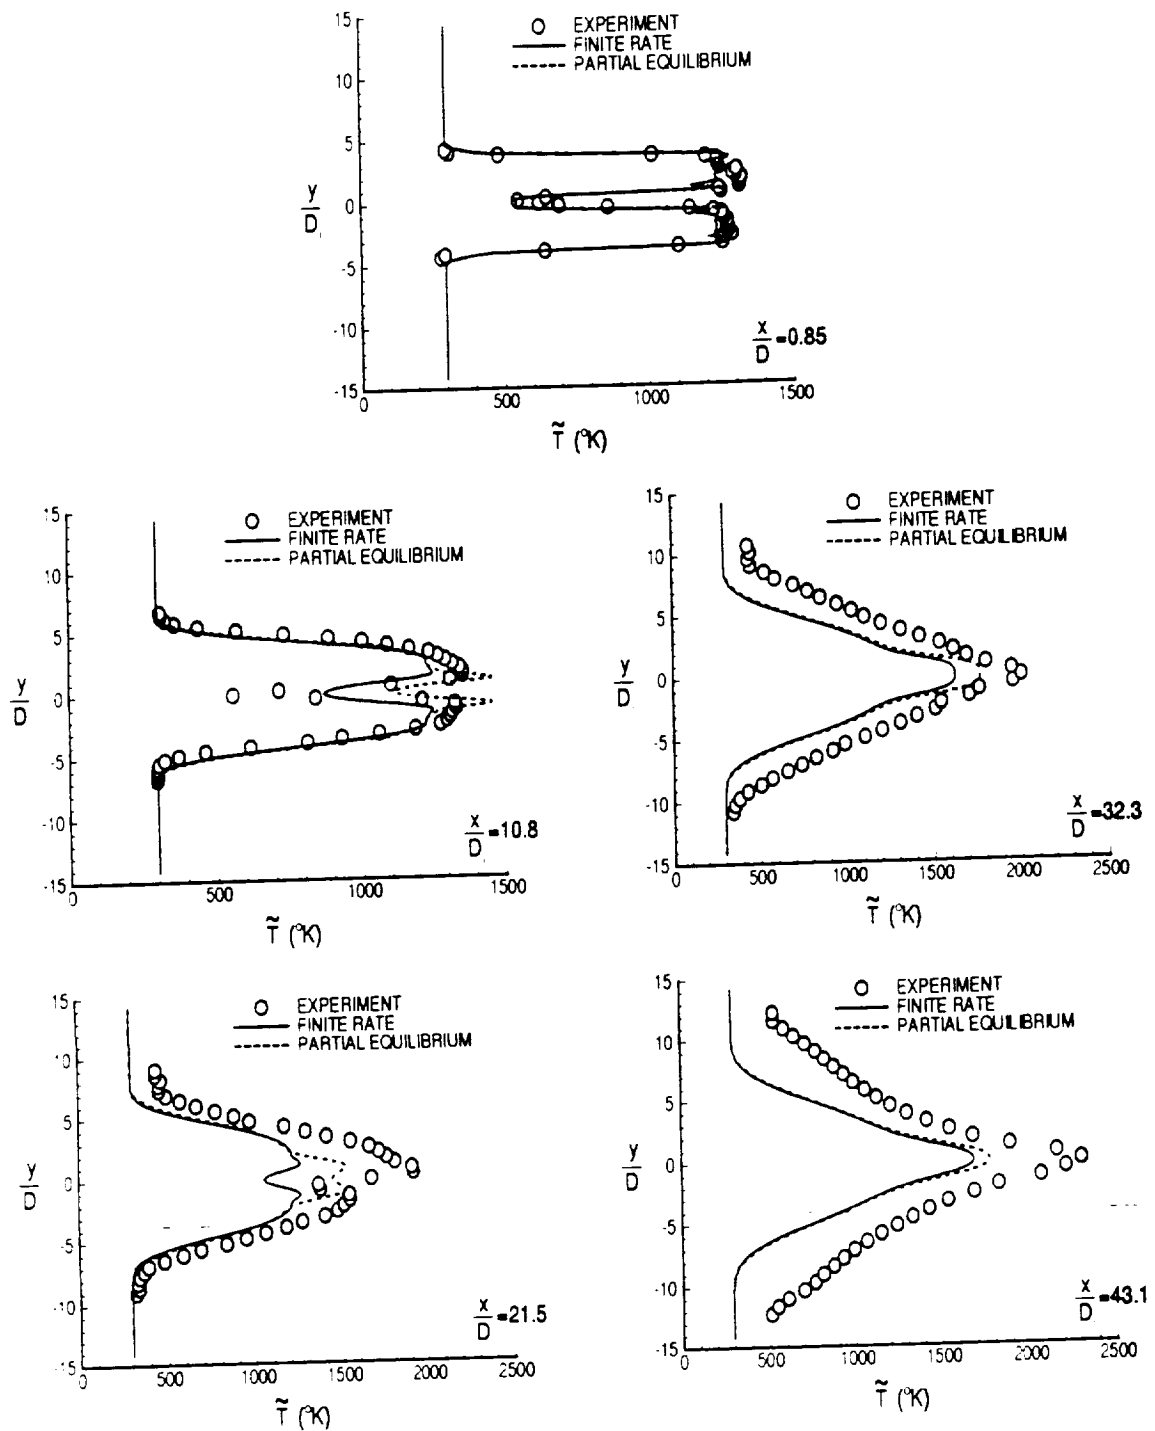 EXPERIMENT
FINITE RATE
PARTIAL EQUILIBRIUM
15
10
5
0
-5
-10
-15
y
D
x
D
=0.85
0
500
1000
1500
T̃ (°K)
EXPERIMENT
FINITE RATE
PARTIAL EQUILIBRIUM
15
10
5
0
-5
-10
-15
y
D
x
D
=10.8
0
500
1000
1500
T̃ (°K)
EXPERIMENT
FINITE RATE
PARTIAL EQUILIBRIUM
15
10
5
0
-5
-10
-15
y
D
x
D
=32.3
0
500
1000
1500
2000
2500
T̃ (°K)
EXPERIMENT
FINITE RATE
PARTIAL EQUILIBRIUM
15
10
5
0
-5
-10
-15
y
D
x
D
=21.5
0
500
1000
1500
2000
2500
T̃ (°K)
EXPERIMENT
FINITE RATE
PARTIAL EQUILIBRIUM
15
10
5
0
-5
-10
-15
y
D
x
D
=43.1
0
500
1000
1500
2000
2500
T̃ (°K)